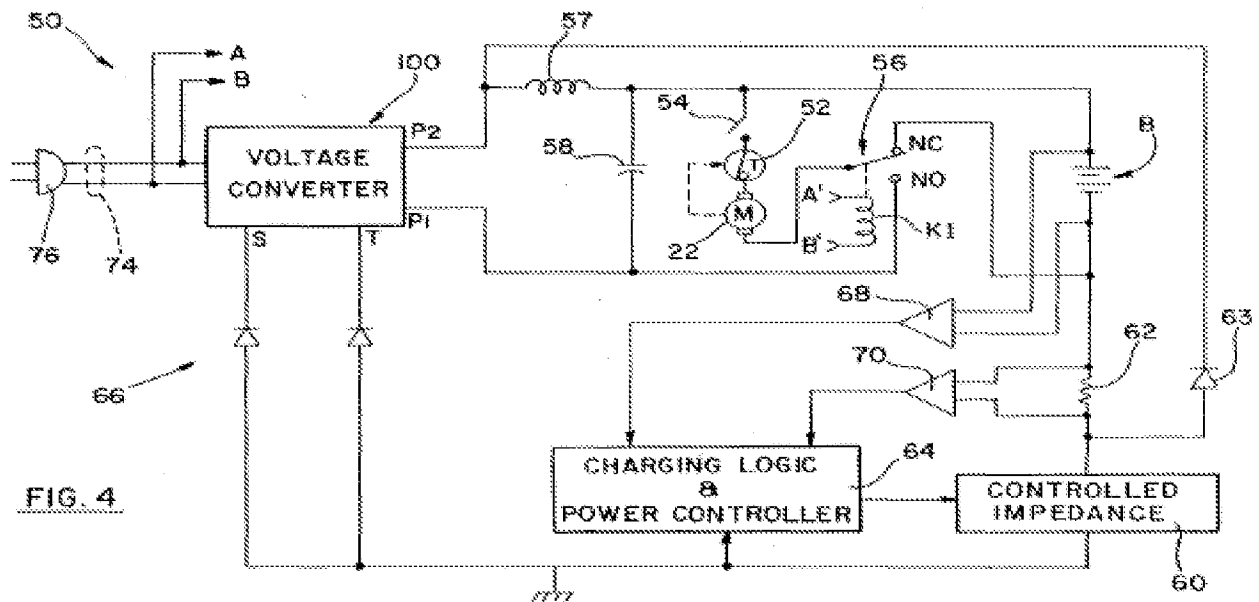 50
A
B
57
100
P2
VOLTAGE
CONVERTER
P1
S
T
76
74
58
54
52
T
M
22
56
NC
NO
A'
B'
K1
B
68
70
62
63
66
CHARGING LOGIC
&
POWER CONTROLLER
64
CONTROLLED
IMPEDANCE
60
FIG. 4